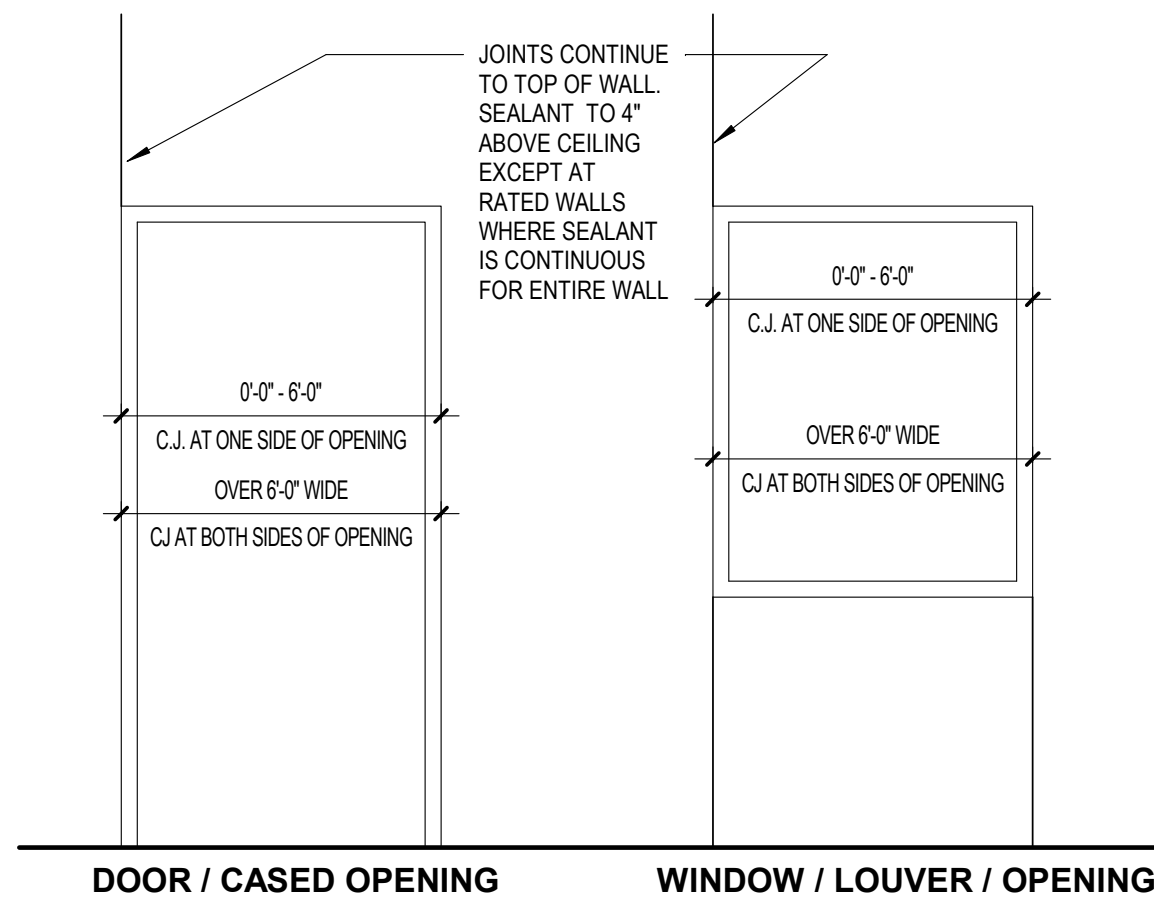 JOINTS CONTINUE
TO TOP OF WALL.
SEALANT TO 4"
ABOVE CEILING
EXCEPT AT
RATED WALLS
WHERE SEALANT
IS CONTINUOUS
FOR ENTIRE WALL
0'-0" - 6'-0"
C.J. AT ONE SIDE OF OPENING
OVER 6'-0" WIDE
CJ AT BOTH SIDES OF OPENING
0'-0" - 6'-0"
C.J. AT ONE SIDE OF OPENING
OVER 6'-0" WIDE
CJ AT BOTH SIDES OF OPENING
DOOR / CASED OPENING
WINDOW / LOUVER / OPENING